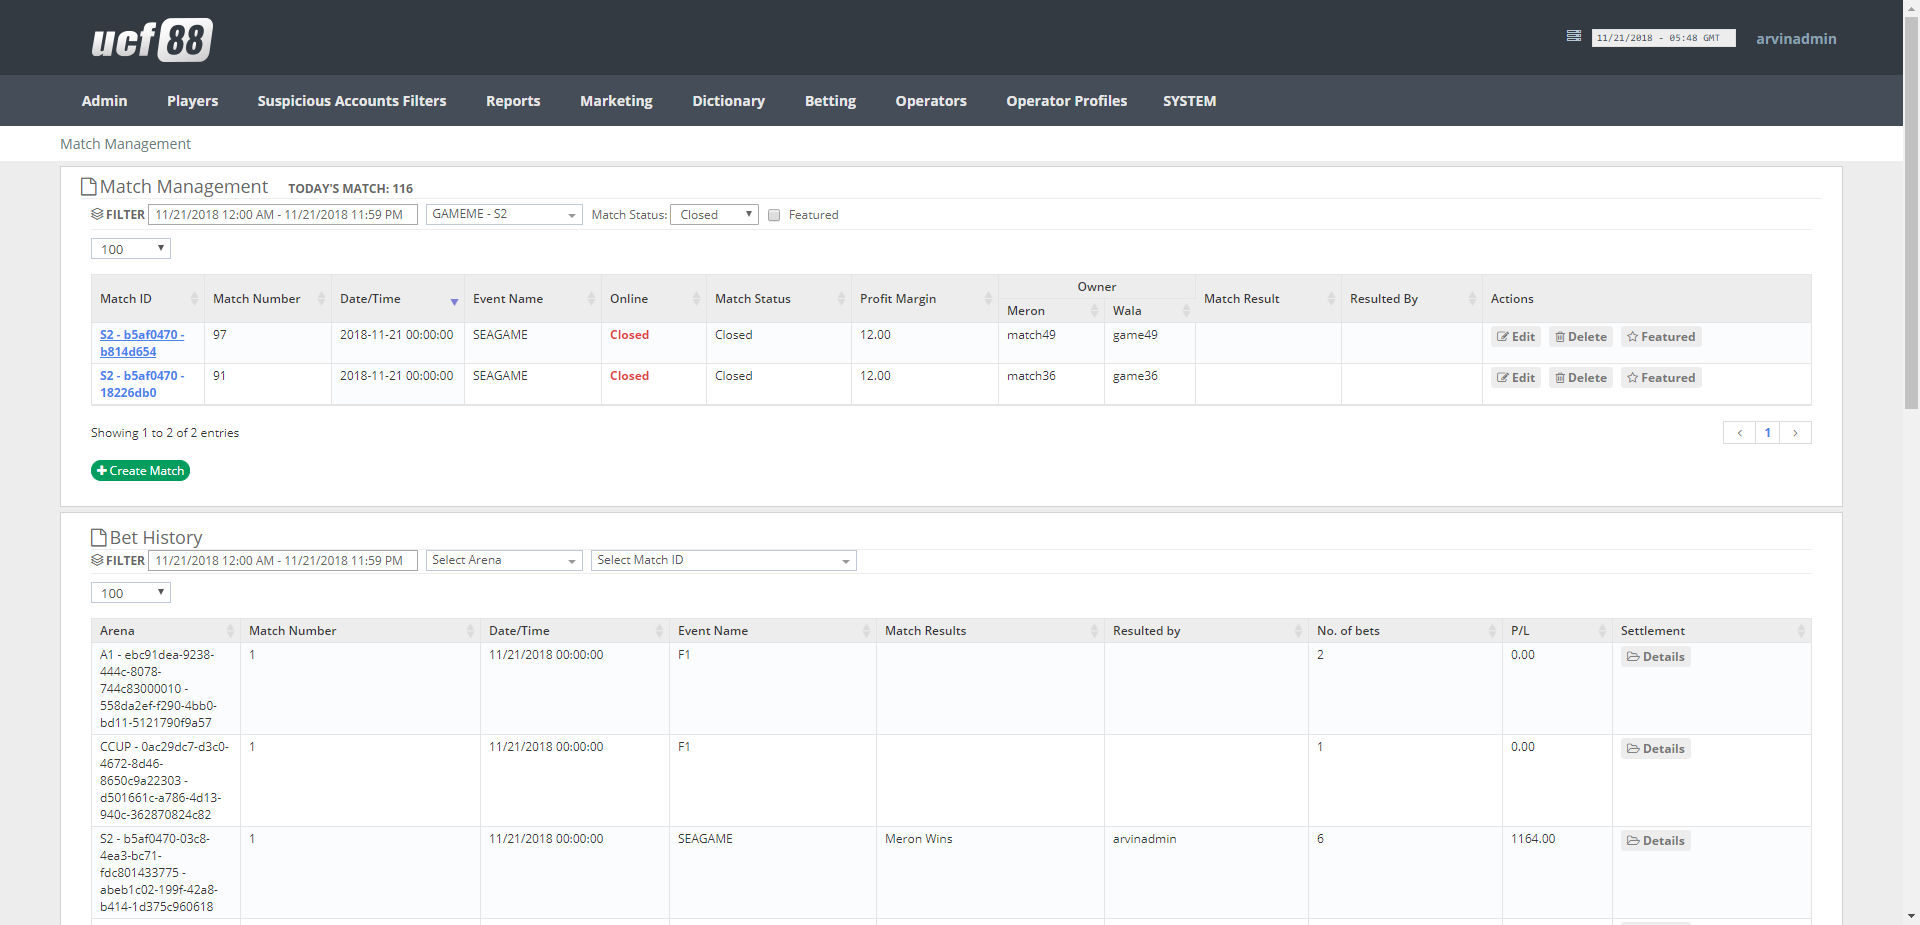 ucf 88
11/21/2018 - 05:48 GMT
arvinadmin
Admin Players Suspicious Accounts Filters Reports Marketing Dictionary Betting Operators Operator Profiles SYSTEM
Match Management
Match Management TODAY'S MATCH: 116
FILTER 11/21/2018 12:00 AM - 11/21/2018 11:59 PM GAMEME - S2 Match Status: Closed Featured
100
Match ID Match Number Date/Time Event Name Online Match Status Profit Margin Owner Match Result Resulted By Actions
Meron Wala
S2 - b5af0470 - 97 2018-11-21 00:00:00 SEAGAME Closed Closed 12.00 match49 game49 Edit Delete Featured
b814d654
S2 - b5af0470 - 91 2018-11-21 00:00:00 SEAGAME Closed Closed 12.00 match36 game36 Edit Delete Featured
18226db0
Showing 1 to 2 of 2 entries
1
Create Match
Bet History
FILTER 11/21/2018 12:00 AM - 11/21/2018 11:59 PM Select Arena Select Match ID
100
Arena Match Number Date/Time Event Name Match Results Resulted by No. of bets P/L Settlement
A1 - ebc91dea-9238- 1 11/21/2018 00:00:00 F1 2 0.00 Details
444c-8078-
744c83000010 -
558da2ef-f290-4bb0-
bd11-5121790f9a57
CCUP - 0ac29dc7-d3c0- 1 11/21/2018 00:00:00 F1 1 0.00 Details
4672-8d46-
8650c9a22303 -
d501661c-a786-4d13-
940c-362870824c82
S2 - b5af0470-03c8- 1 11/21/2018 00:00:00 SEAGAME Meron Wins arvinadmin 6 1164.00 Details
4ea3-bc71-
fdc801433775 -
abeb1c02-199f-42a8-
b414-1d375c960618